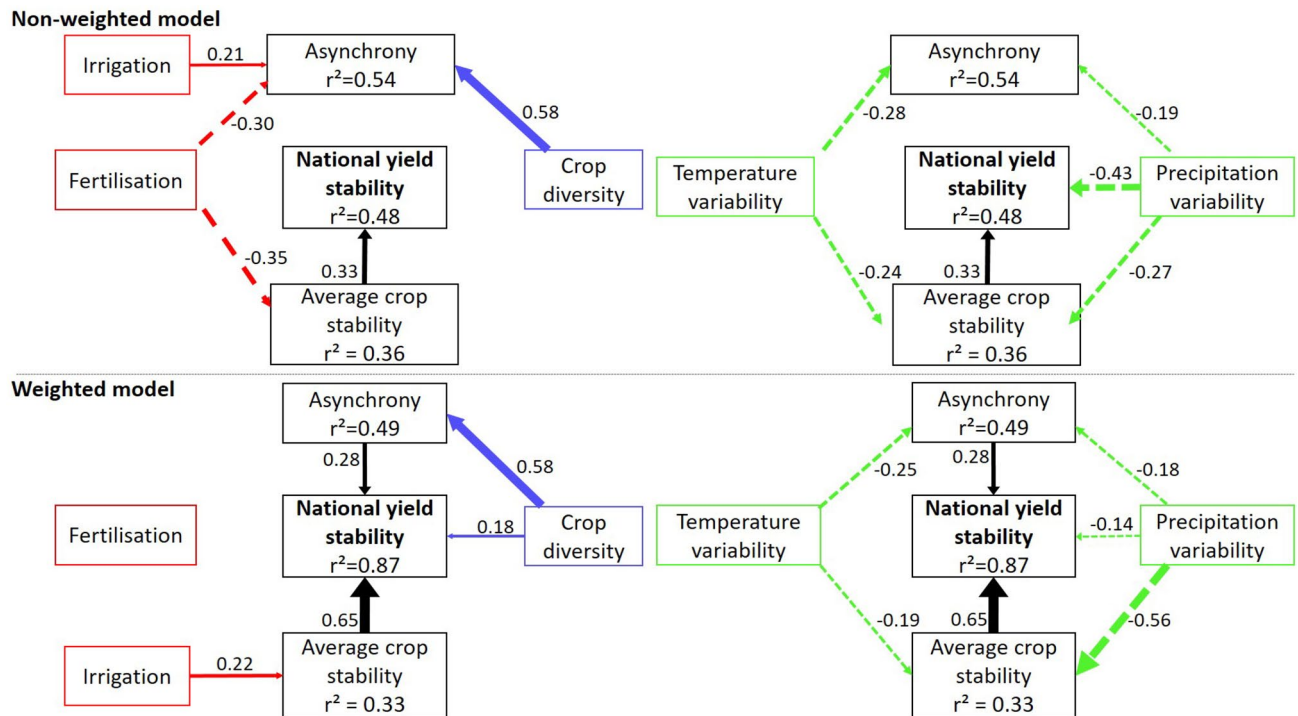 Non-weighted model
Irrigation
0.21
Asynchrony
r²=0.54
-0.30
0.58
Fertilisation
National yield
stability
r²=0.48
Crop
diversity
-0.35
0.33
Average crop
stability
r² = 0.36
Asynchrony
r²=0.54
-0.28
-0.19
Temperature
variability
National yield
stability
r²=0.48
-0.43
Precipitation
variability
-0.24
0.33
-0.27
Average crop
stability
r² = 0.36
Weighted model
Asynchrony
r²=0.49
0.28
0.58
Fertilisation
National yield
stability
r²=0.87
0.18
Crop
diversity
0.65
Irrigation
0.22
Average crop
stability
r² = 0.33
Asynchrony
r²=0.49
-0.25
0.28
-0.18
Temperature
variability
National yield
stability
r²=0.87
-0.14
Precipitation
variability
-0.19
0.65
-0.56
Average crop
stability
r² = 0.33